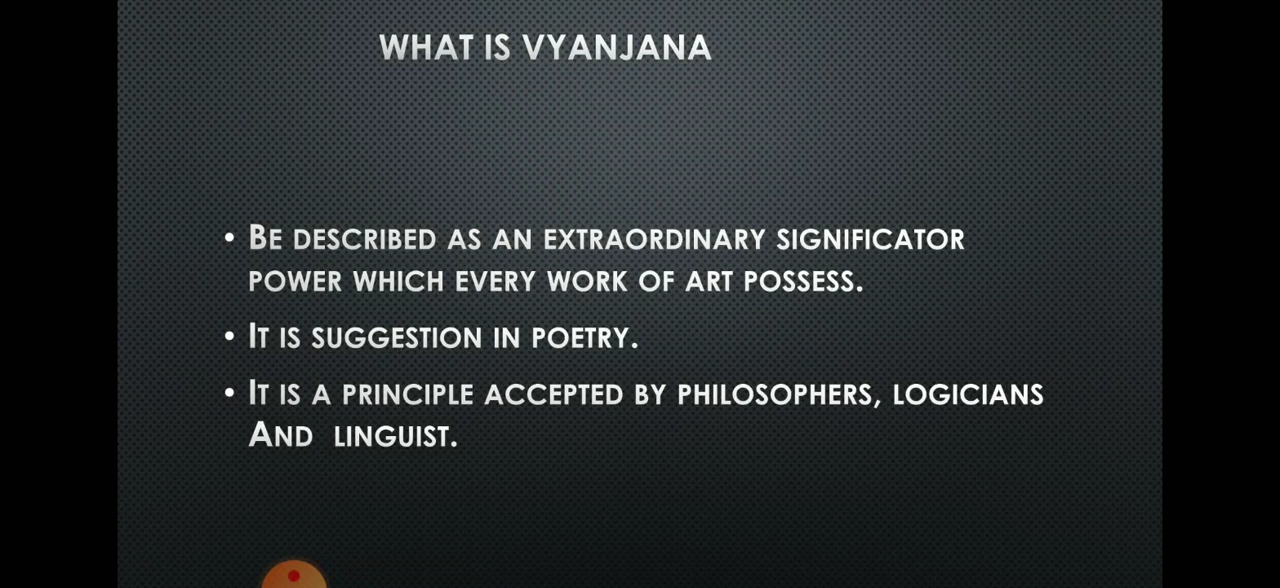 WHAT IS VYANJANA
• BE DESCRIBED AS AN EXTRAORDINARY SIGNIFICATOR
POWER WHICH EVERY WORK OF ART POSSESS.
• IT IS SUGGESTION IN POETRY.
• IT IS A PRINCIPLE ACCEPTED BY PHILOSOPHERS, LOGICIANS
AND LINGUIST.